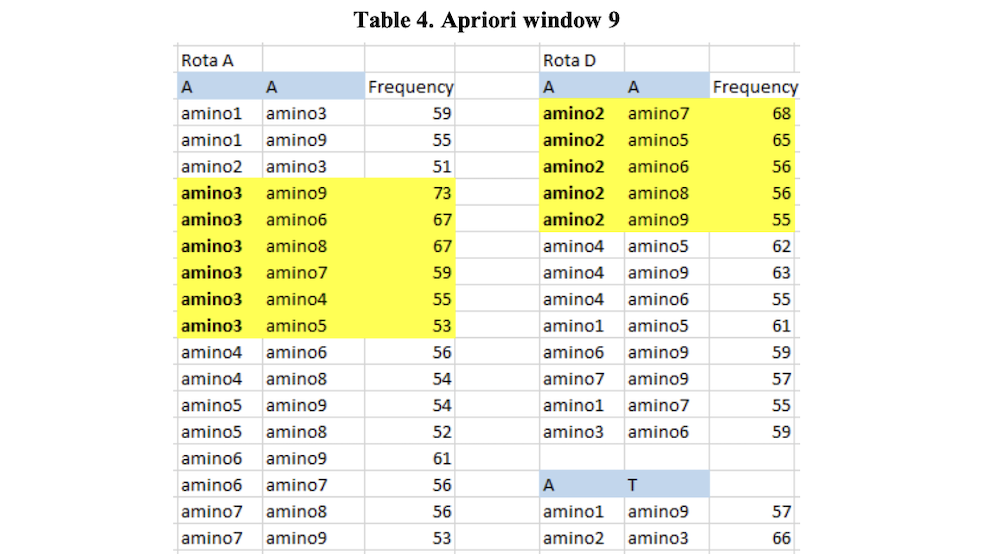 Table 4. Apriori window 9
Rota A Rota D
A A Frequency A A Frequency
amino1 amino3 59 amino2 amino7 68
amino1 amino9 55 amino2 amino5 65
amino2 amino3 51 amino2 amino6 56
amino3 amino9 73 amino2 amino8 56
amino3 amino6 67 amino2 amino9 55
amino3 amino8 67 amino4 amino5 62
amino3 amino7 59 amino4 amino9 63
amino3 amino4 55 amino4 amino6 55
amino3 amino5 53 amino1 amino5 61
amino4 amino6 56 amino6 amino9 59
amino4 amino8 54 amino7 amino9 57
amino5 amino9 54 amino1 amino7 55
amino5 amino8 52 amino3 amino6 59
amino6 amino9 61
amino6 amino7 56 A T
amino7 amino8 56 amino1 amino9 57
amino7 amino9 53 amino2 amino3 66